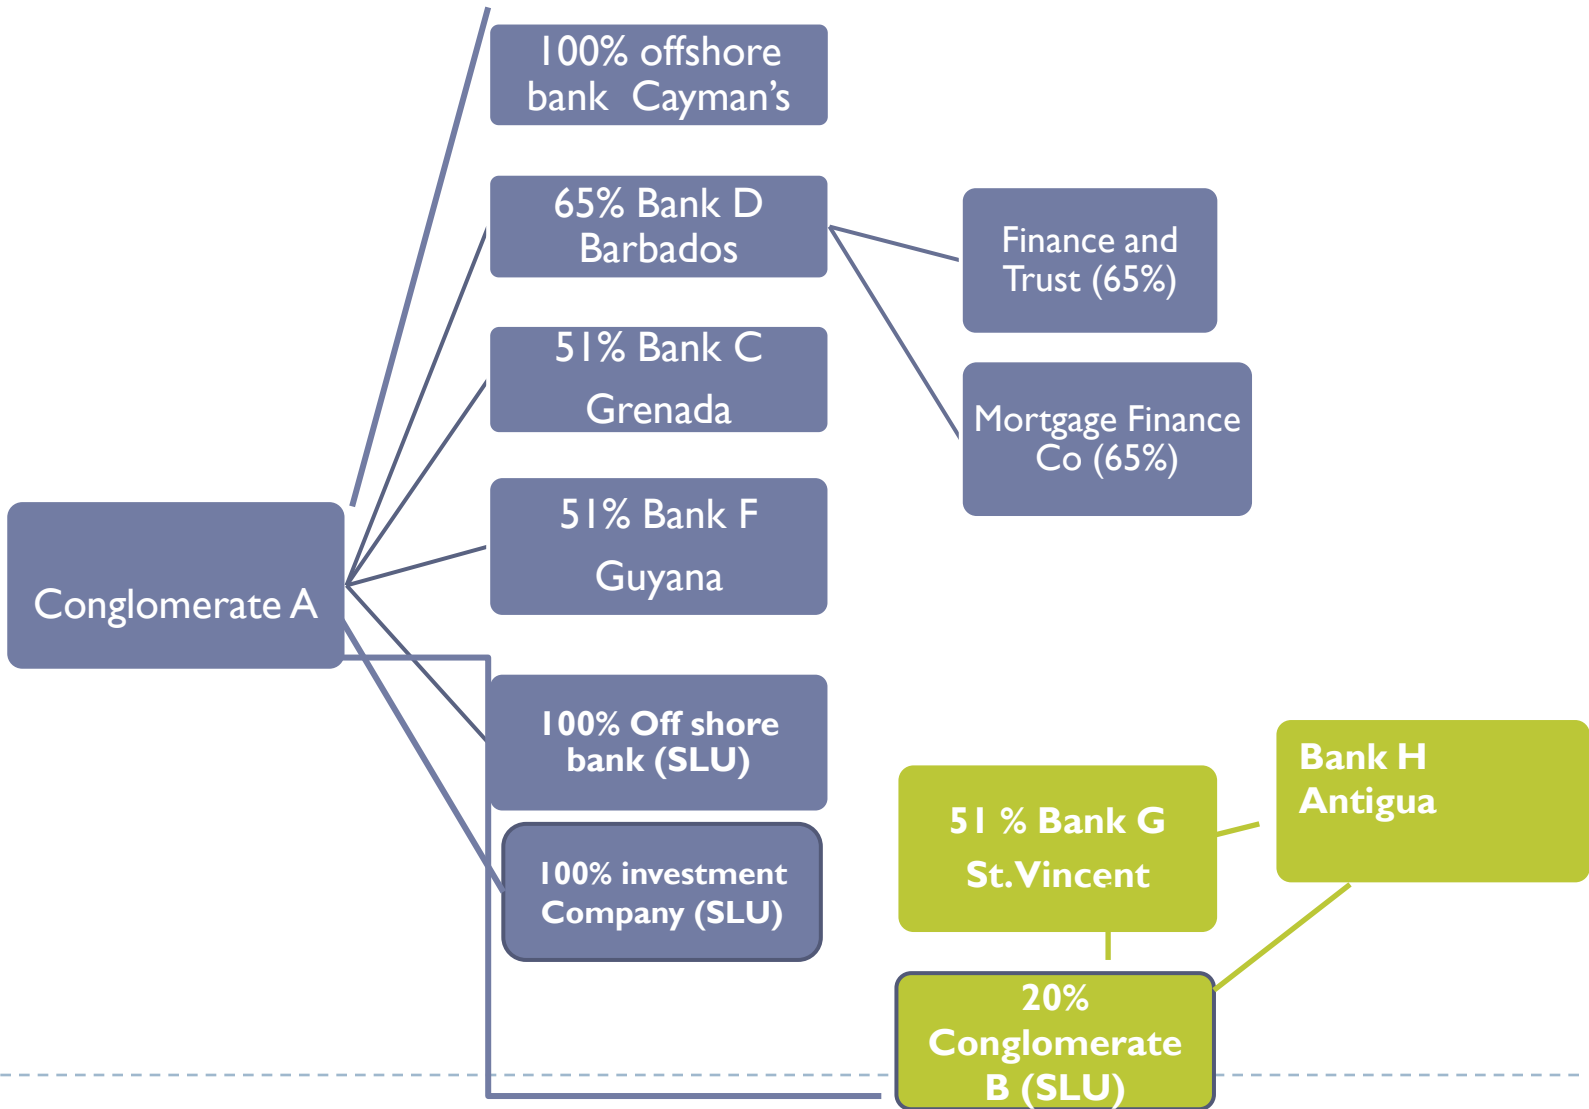 100% offshore
bank Cayman's
65% Bank D
Barbados
Finance and
Trust (65%)
51% Bank C
Grenada
Mortgage Finance
Co (65%)
51% Bank F
Guyana
Conglomerate A
100% Off shore
bank (SLU)
Bank H
Antigua
51 % Bank G
St. Vincent
100% investment
Company (SLU)
20%
Conglomerate
B (SLU)